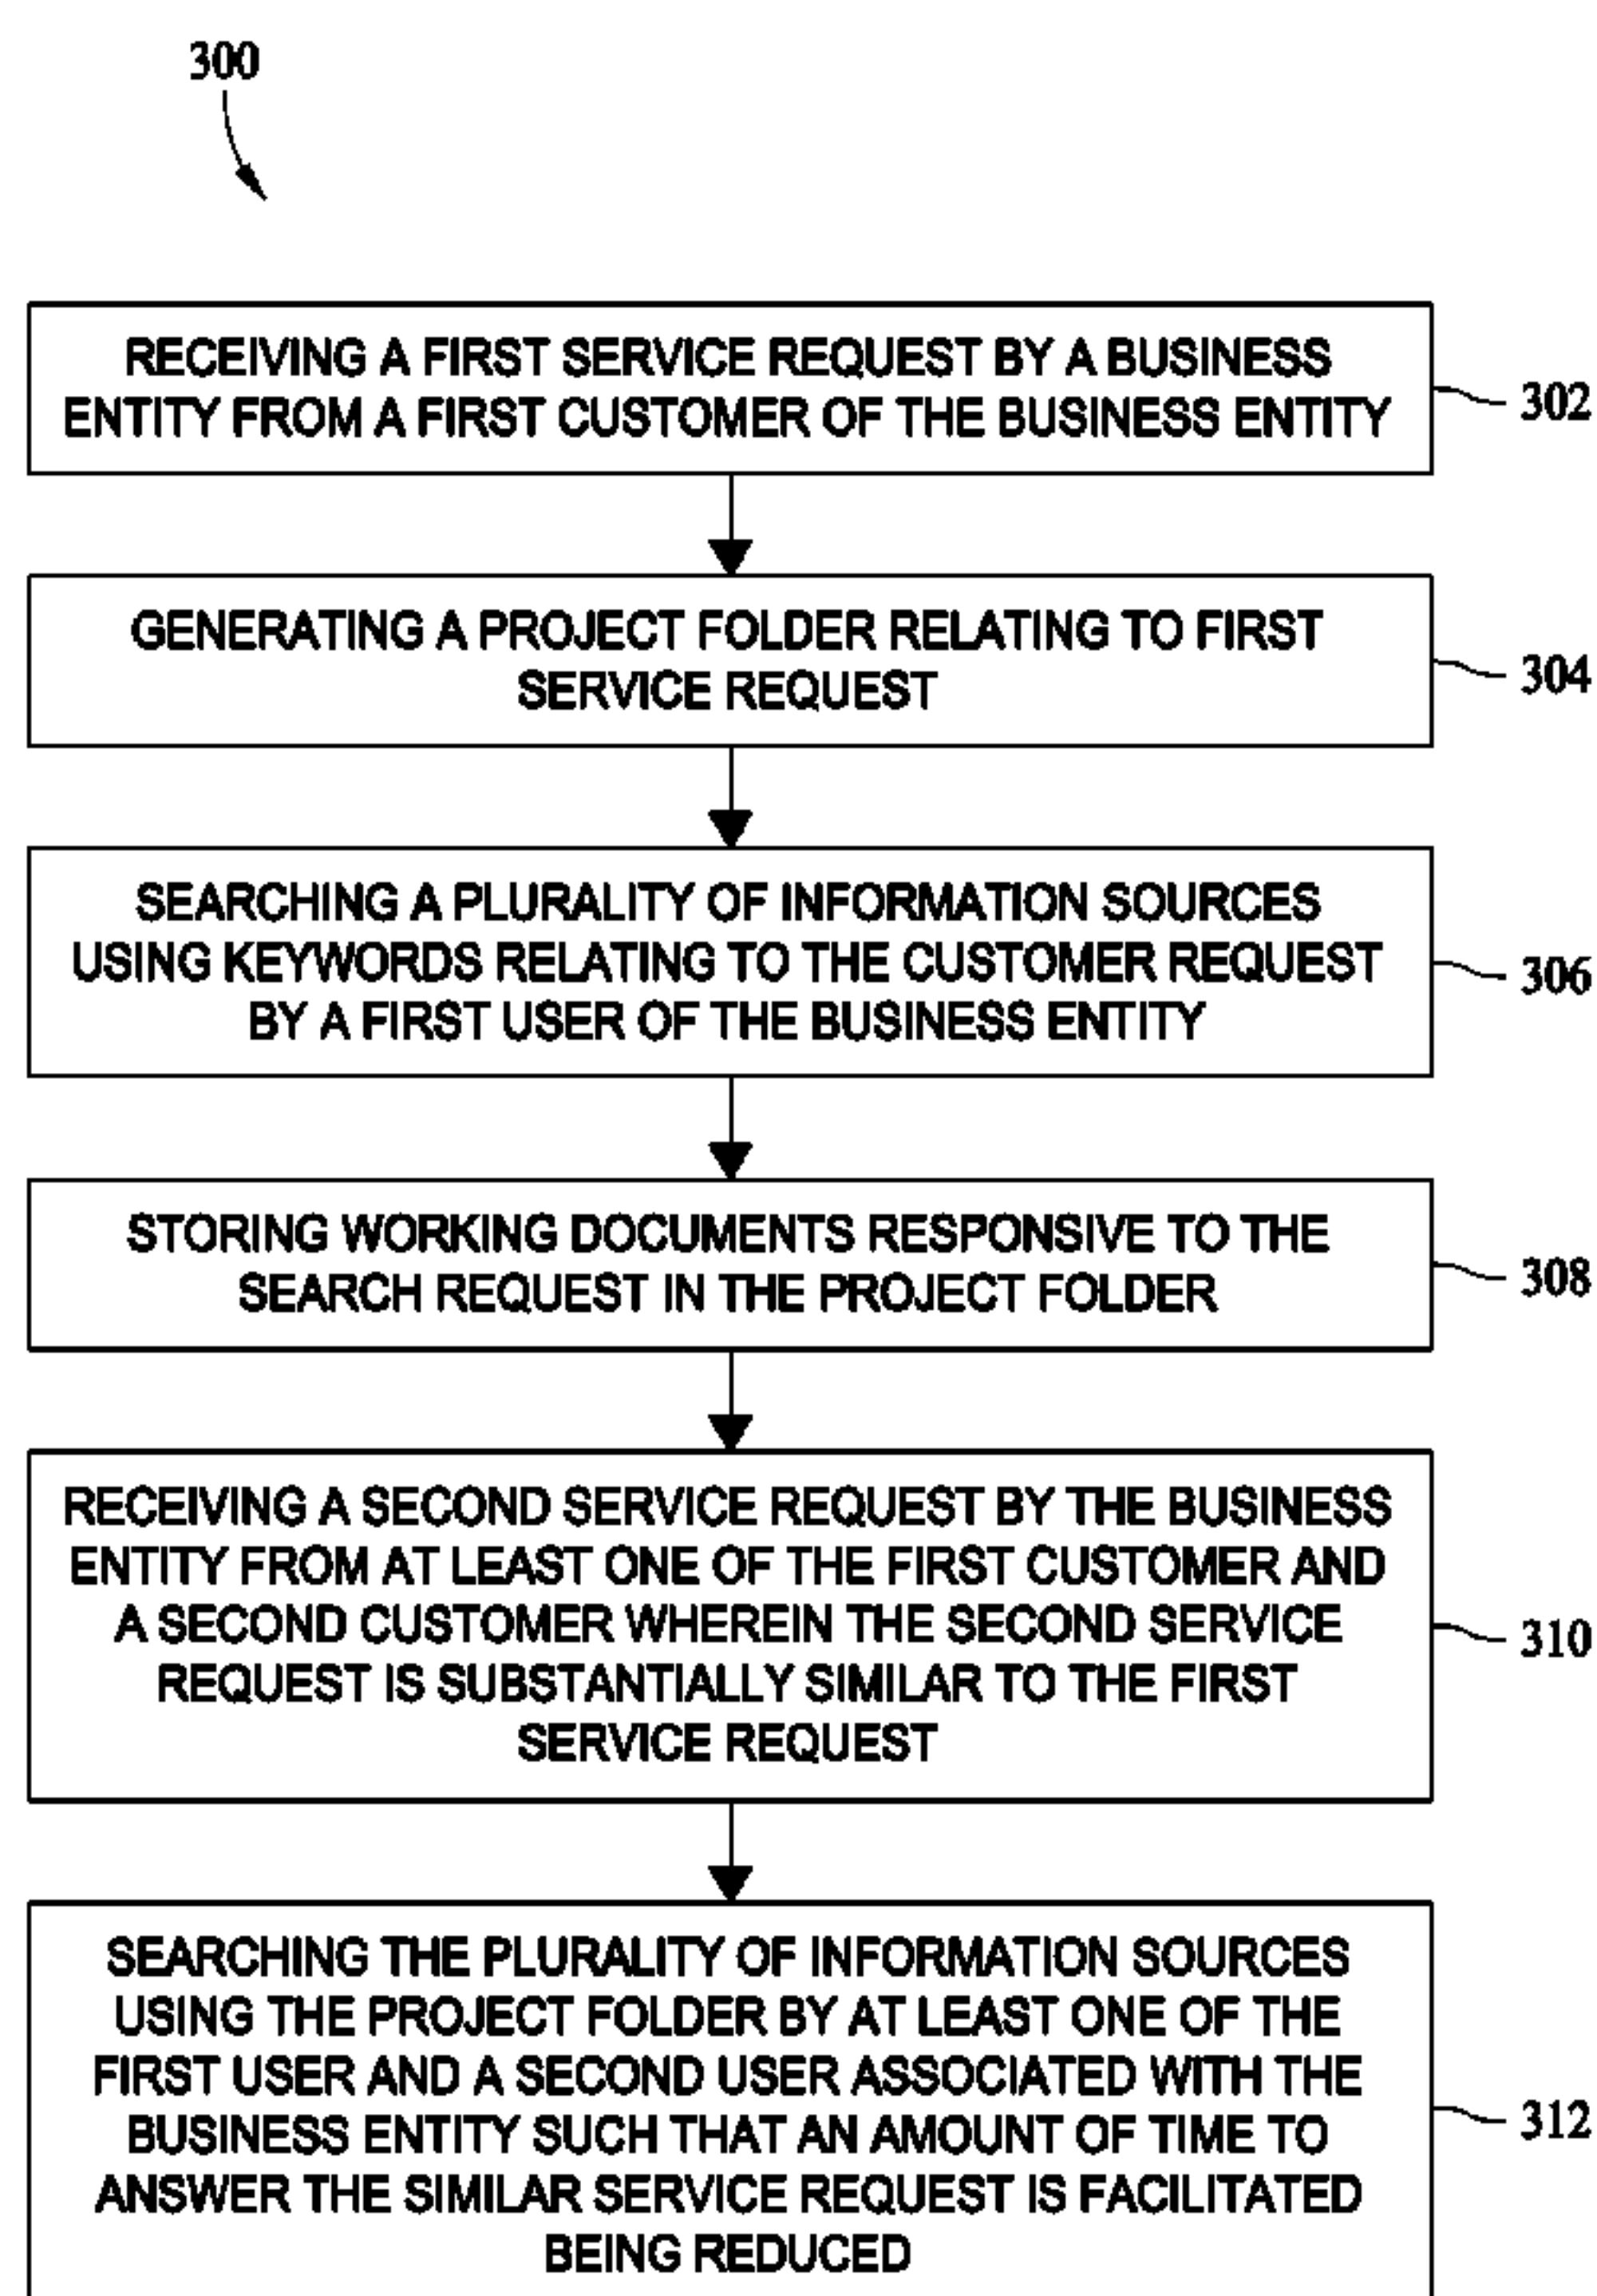 300
RECEIVING A FIRST SERVICE REQUEST BY A BUSINESS
ENTITY FROM A FIRST CUSTOMER OF THE BUSINESS ENTITY
302
GENERATING A PROJECT FOLDER RELATING TO FIRST
SERVICE REQUEST
304
SEARCHING A PLURALITY OF INFORMATION SOURCES
USING KEYWORDS RELATING TO THE CUSTOMER REQUEST
BY A FIRST USER OF THE BUSINESS ENTITY
306
STORING WORKING DOCUMENTS RESPONSIVE TO THE
SEARCH REQUEST IN THE PROJECT FOLDER
308
RECEIVING A SECOND SERVICE REQUEST BY THE BUSINESS
ENTITY FROM AT LEAST ONE OF THE FIRST CUSTOMER AND
A SECOND CUSTOMER WHEREIN THE SECOND SERVICE
REQUEST IS SUBSTANTIALLY SIMILAR TO THE FIRST
SERVICE REQUEST
310
SEARCHING THE PLURALITY OF INFORMATION SOURCES
USING THE PROJECT FOLDER BY AT LEAST ONE OF THE
FIRST USER AND A SECOND USER ASSOCIATED WITH THE
BUSINESS ENTITY SUCH THAT AN AMOUNT OF TIME TO
ANSWER THE SIMILAR SERVICE REQUEST IS FACILITATED
BEING REDUCED
312